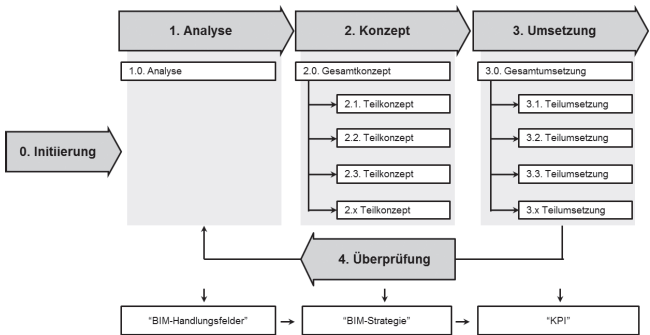 1. Analyse
2. Konzept
3. Umsetzung
1.0. Analyse
2.0. Gesamtkonzept
3.0. Gesamtumsetzung
2.1. Teilkonzept
3.1. Teilumsetzung
2.2. Teilkonzept
3.2. Teilumsetzung
0. Initiierung
2.3. Teilkonzept
3.3. Teilumsetzung
2.x Teilkonzept
3.x Teilumsetzung
4. Überprüfung
"BIM-Handlungsfelder"
"BIM-Strategie"
"KPI"